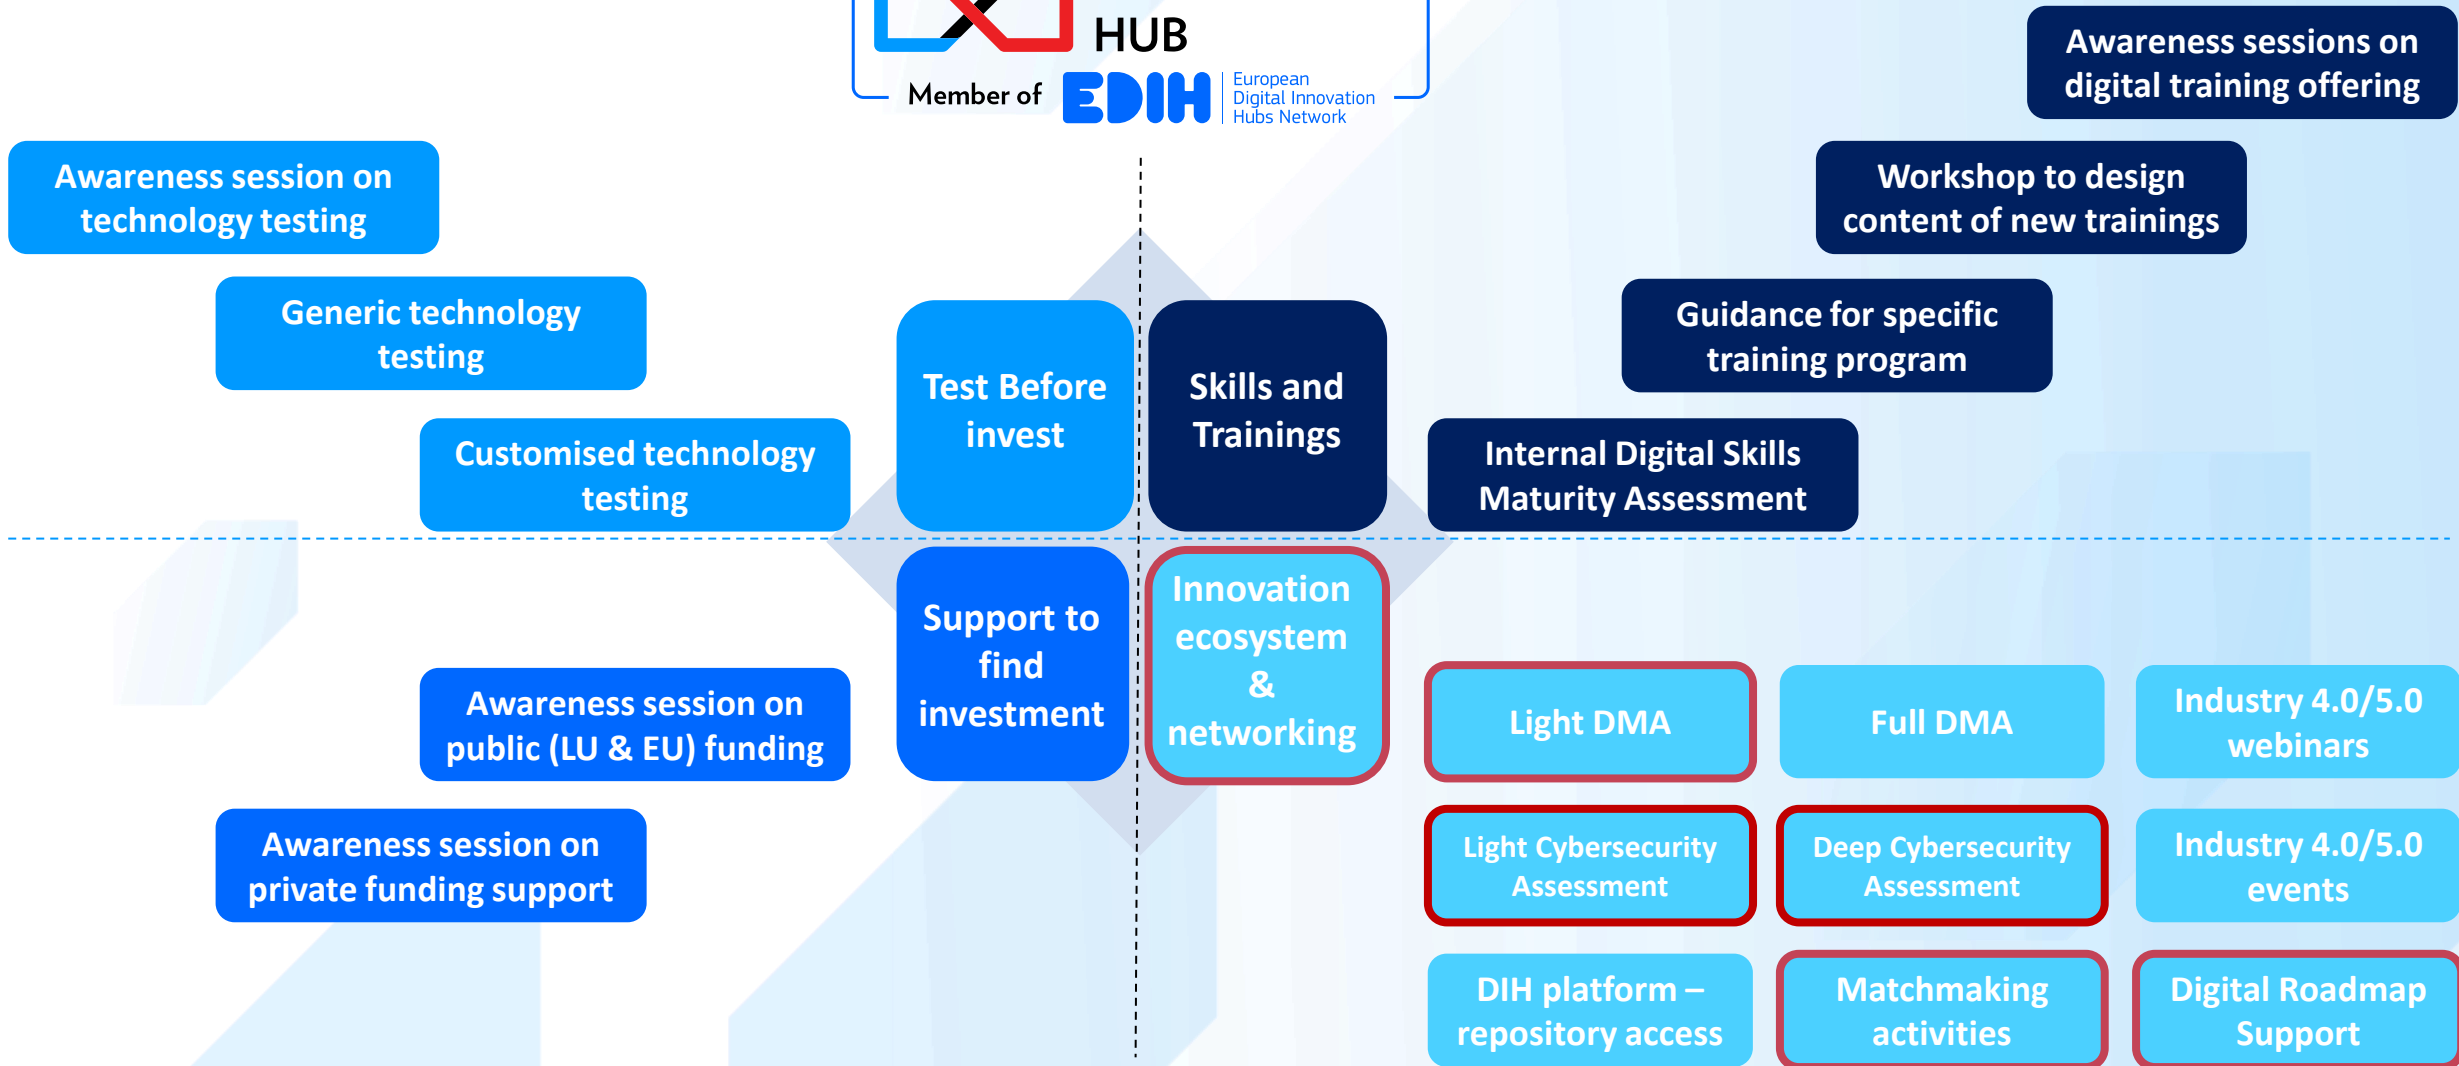 HUB
Member of EDIH
European
Digital Innovation
Hubs Network
Awareness session on
technology testing
Generic technology
testing
Customised technology
testing
Test Before
invest
Skills and
Trainings
Awareness sessions on
digital training offering
Workshop to design
content of new trainings
Guidance for specific
training program
Internal Digital Skills
Maturity Assessment
Support to
find
investment
Awareness session on
public (LU & EU) funding
Awareness session on
private funding support
Innovation
ecosystem
&
networking
Light DMA
Full DMA
Industry 4.0/5.0
webinars
Light Cybersecurity
Assessment
Deep Cybersecurity
Assessment
Industry 4.0/5.0
events
DIH platform –
repository access
Matchmaking
activities
Digital Roadmap
Support